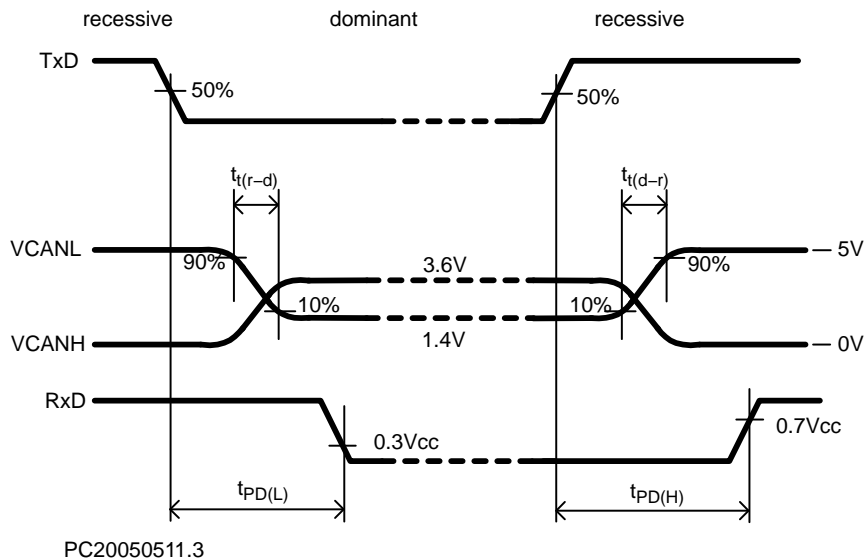 recessive dominant recessive
TxD
50% 50%
tt(r–d) tt(d–r)
VCANL 3.6V 5V
90% 90%
10% 10%
VCANH 1.4V 0V
RxD
0.3Vcc 0.7Vcc
tPD(L) tPD(H)
PC20050511.3